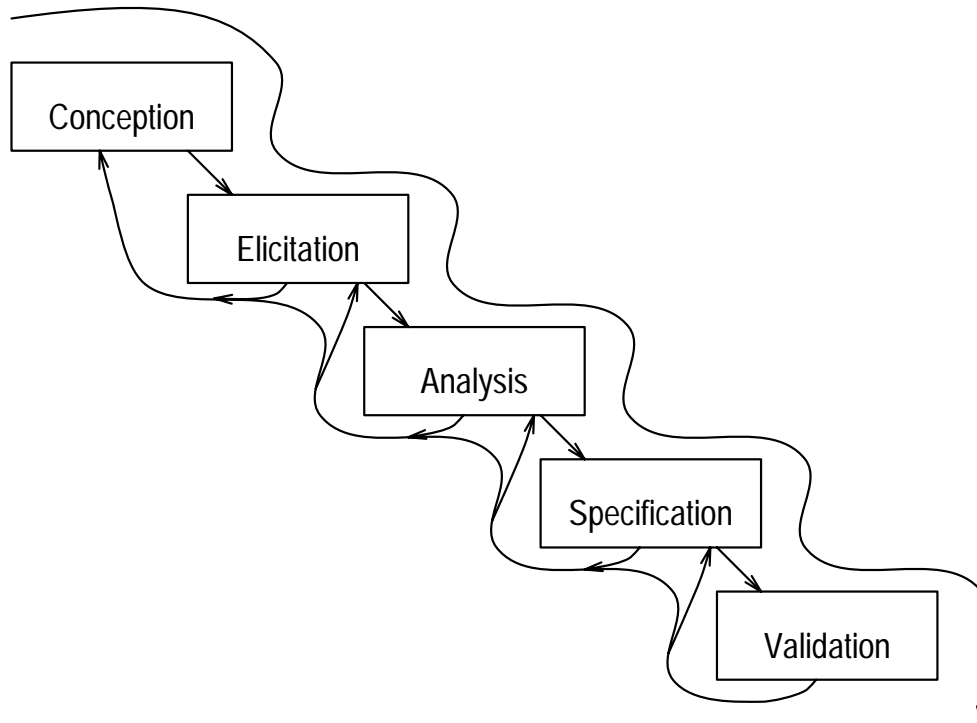 Conception
Elicitation
Analysis
Specification
Validation